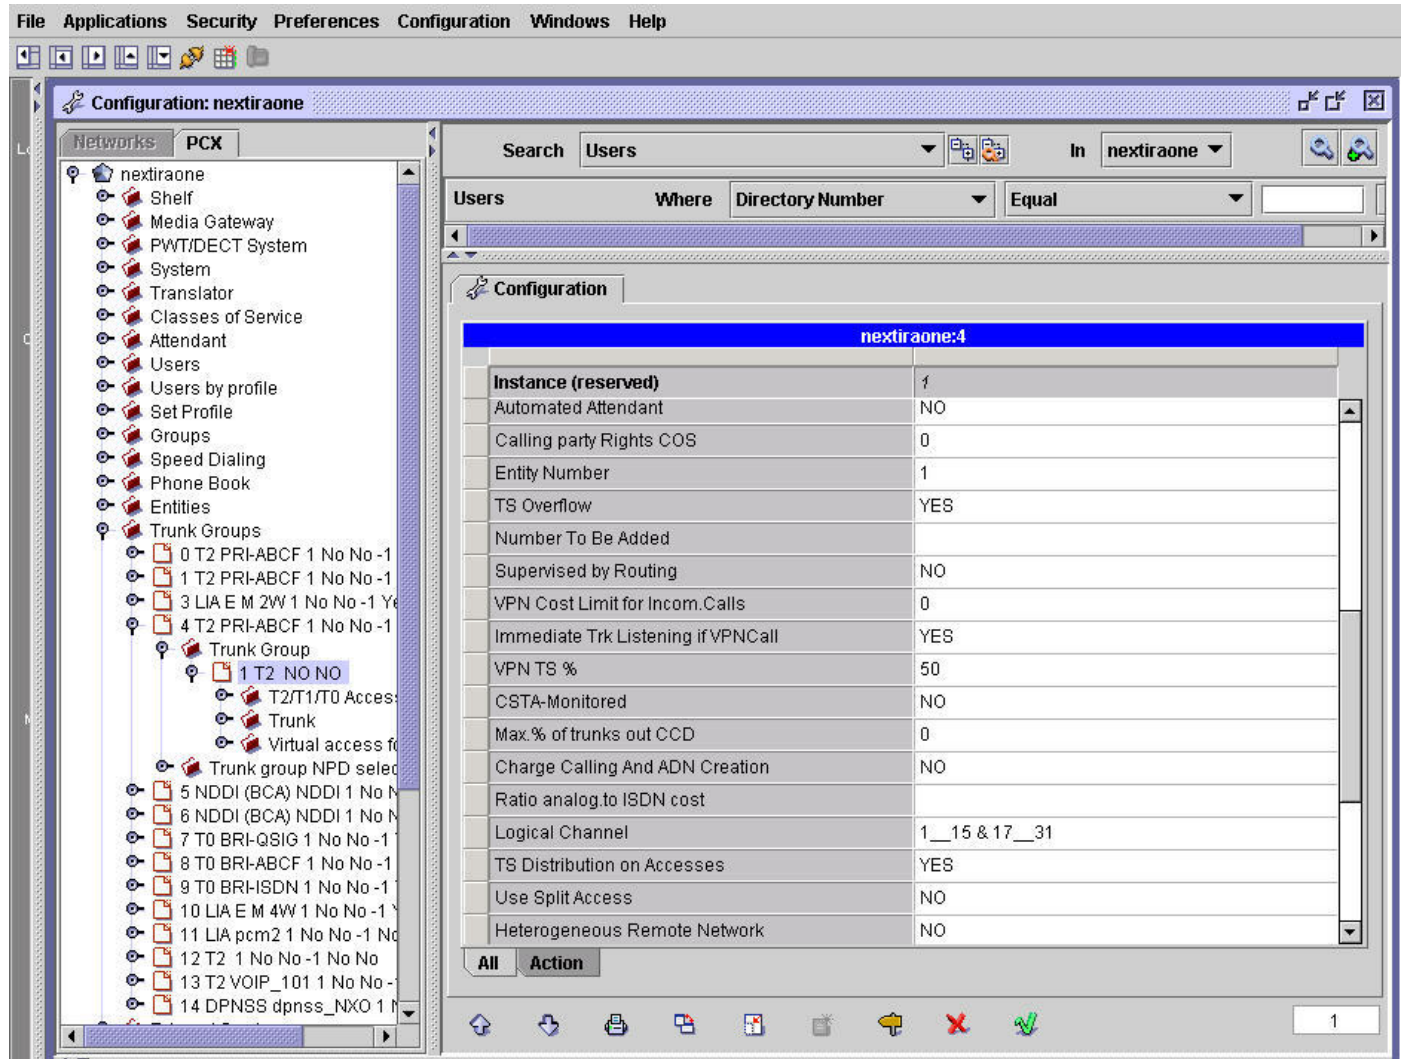 File Applications Security Preferences Configuration Windows Help
Configuration: nextiraone
Networks PCX
nextiraone
Shelf
Media Gateway
PWT/DECT System
System
Translator
Classes of Service
Attendant
Users
Users by profile
Set Profile
Groups
Speed Dialing
Phone Book
Entities
Trunk Groups
0 T2 PRI-ABCF 1 No No -1
1 T2 PRI-ABCF 1 No No -1
3 LIA E M 2W 1 No No -1 Ye
4 T2 PRI-ABCF 1 No No -1
Trunk Group
1 T2 NO NO
T2/T1/T0 Access
Trunk
Virtual access fo
Trunk group NPD selec
5 NDDI (BCA) NDDI 1 No N
6 NDDI (BCA) NDDI 1 No N
7 T0 BRI-QSIG 1 No No -1
8 T0 BRI-ABCF 1 No No -1
9 T0 BRI-ISDN 1 No No -1
10 LIA E M 4W 1 No No -1
11 LIA pcm2 1 No No -1 No
12 T2 1 No No -1 No No
13 T2 VOIP_101 1 No No -
14 DPNSS dpnss_NXO 1 N
Search Users In nextiraone
Users Where Directory Number Equal
Configuration
nextiraone:4
Instance (reserved) 1
Automated Attendant NO
Calling party Rights COS 0
Entity Number 1
TS Overflow YES
Number To Be Added
Supervised by Routing NO
VPN Cost Limit for Incom.Calls 0
Immediate Trk Listening if VPNCall YES
VPN TS % 50
CSTA-Monitored NO
Max.% of trunks out CCD 0
Charge Calling And ADN Creation NO
Ratio analog.to ISDN cost
Logical Channel 1__15 & 17__31
TS Distribution on Accesses YES
Use Split Access NO
Heterogeneous Remote Network NO
All Action
1